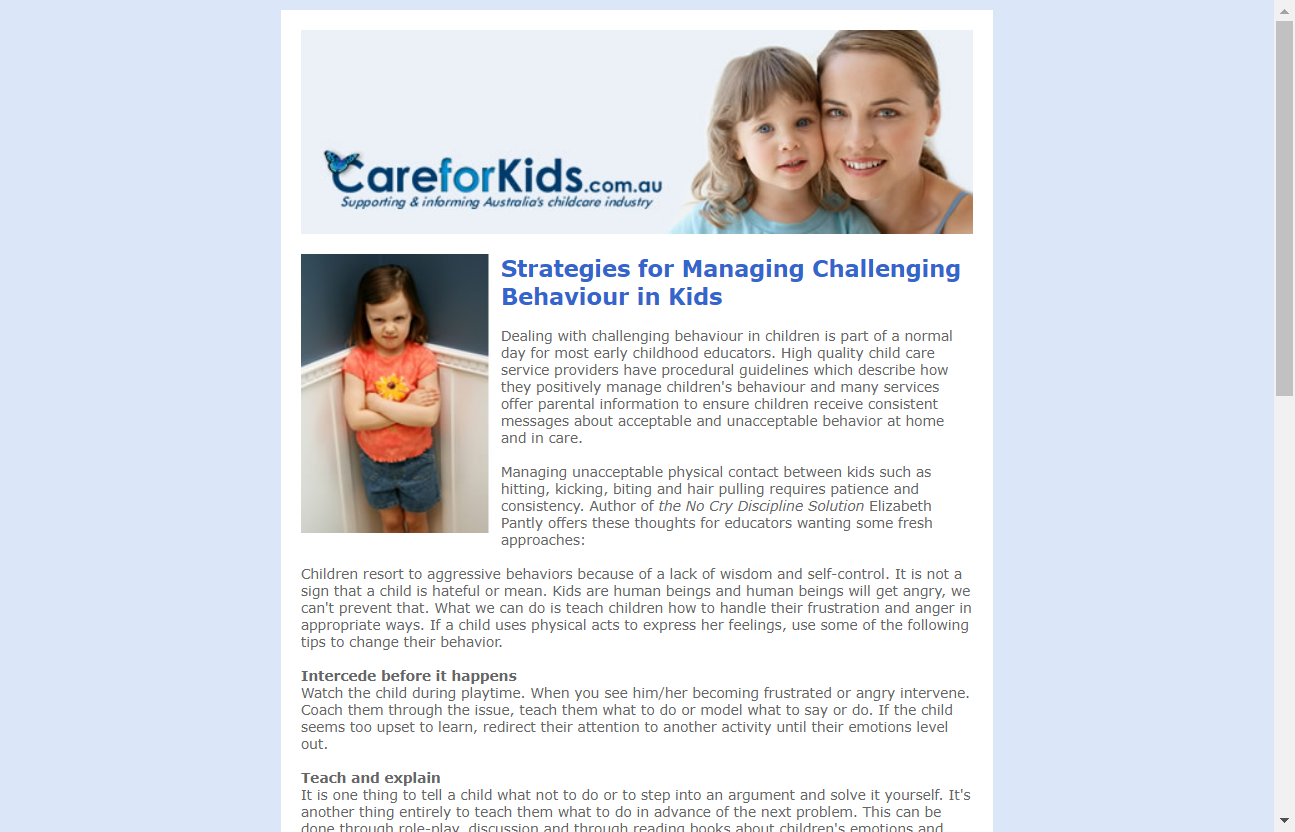 CareforKids.com.au
Supporting & informing Australia's childcare industry
Strategies for Managing Challenging
Behaviour in Kids
Dealing with challenging behaviour in children is part of a normal
day for most early childhood educators. High quality child care
service providers have procedural guidelines which describe how
they positively manage children's behaviour and many services
offer parental information to ensure children receive consistent
messages about acceptable and unacceptable behavior at home
and in care.
Managing unacceptable physical contact between kids such as
hitting, kicking, biting and hair pulling requires patience and
consistency. Author of the No Cry Discipline Solution Elizabeth
Pantly offers these thoughts for educators wanting some fresh
approaches:
Children resort to aggressive behaviors because of a lack of wisdom and self-control. It is not a
sign that a child is hateful or mean. Kids are human beings and human beings will get angry, we
can't prevent that. What we can do is teach children how to handle their frustration and anger in
appropriate ways. If a child uses physical acts to express her feelings, use some of the following
tips to change their behavior.
Intercede before it happens
Watch the child during playtime. When you see him/her becoming frustrated or angry intervene.
Coach them through the issue, teach them what to do or model what to say or do. If the child
seems too upset to learn, redirect their attention to another activity until their emotions level
out.
Teach and explain
It is one thing to tell a child what not to do or to step into an argument and solve it yourself. It's
another thing entirely to teach them what to do in advance of the next problem. This can be
done through role-play, discussion and through reading books about children's emotions and